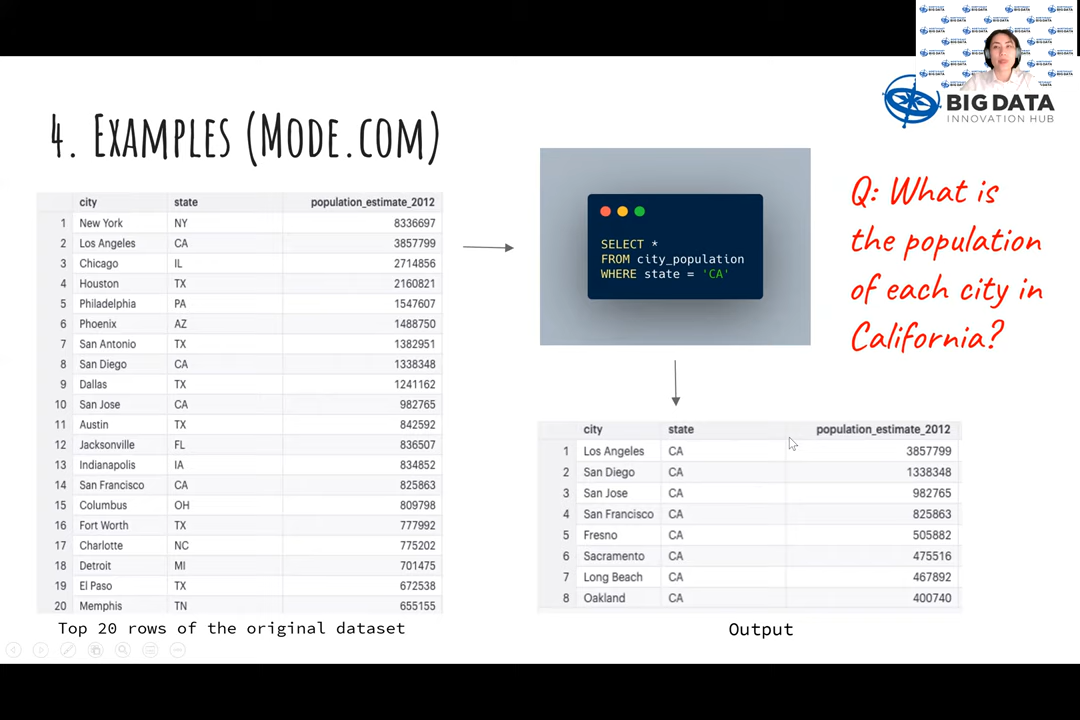 BIG DATA
INNOVATION HUB
4. EXAMPLES (MODE.COM)
city state population_estimate_2012
1 New York NY 8336697
2 Los Angeles CA 3857799
3 Chicago IL 2714856
4 Houston TX 2160821
5 Philadelphia PA 1547607
6 Phoenix AZ 1488750
7 San Antonio TX 1382951
8 San Diego CA 1338348
9 Dallas TX 1241162
10 San Jose CA 982765
11 Austin TX 842592
12 Jacksonville FL 836507
13 Indianapolis IA 834852
14 San Francisco CA 825863
15 Columbus OH 809798
16 Fort Worth TX 777992
17 Charlotte NC 775202
18 Detroit MI 701475
19 El Paso TX 672538
20 Memphis TN 655155
Top 20 rows of the original dataset
SELECT *
FROM city_population
WHERE state = 'CA'
Q: What is
the population
of each city in
California?
city state population_estimate_2012
1 Los Angeles CA 3857799
2 San Diego CA 1338348
3 San Jose CA 982765
4 San Francisco CA 825863
5 Fresno CA 505882
6 Sacramento CA 475516
7 Long Beach CA 467892
8 Oakland CA 400740
Output